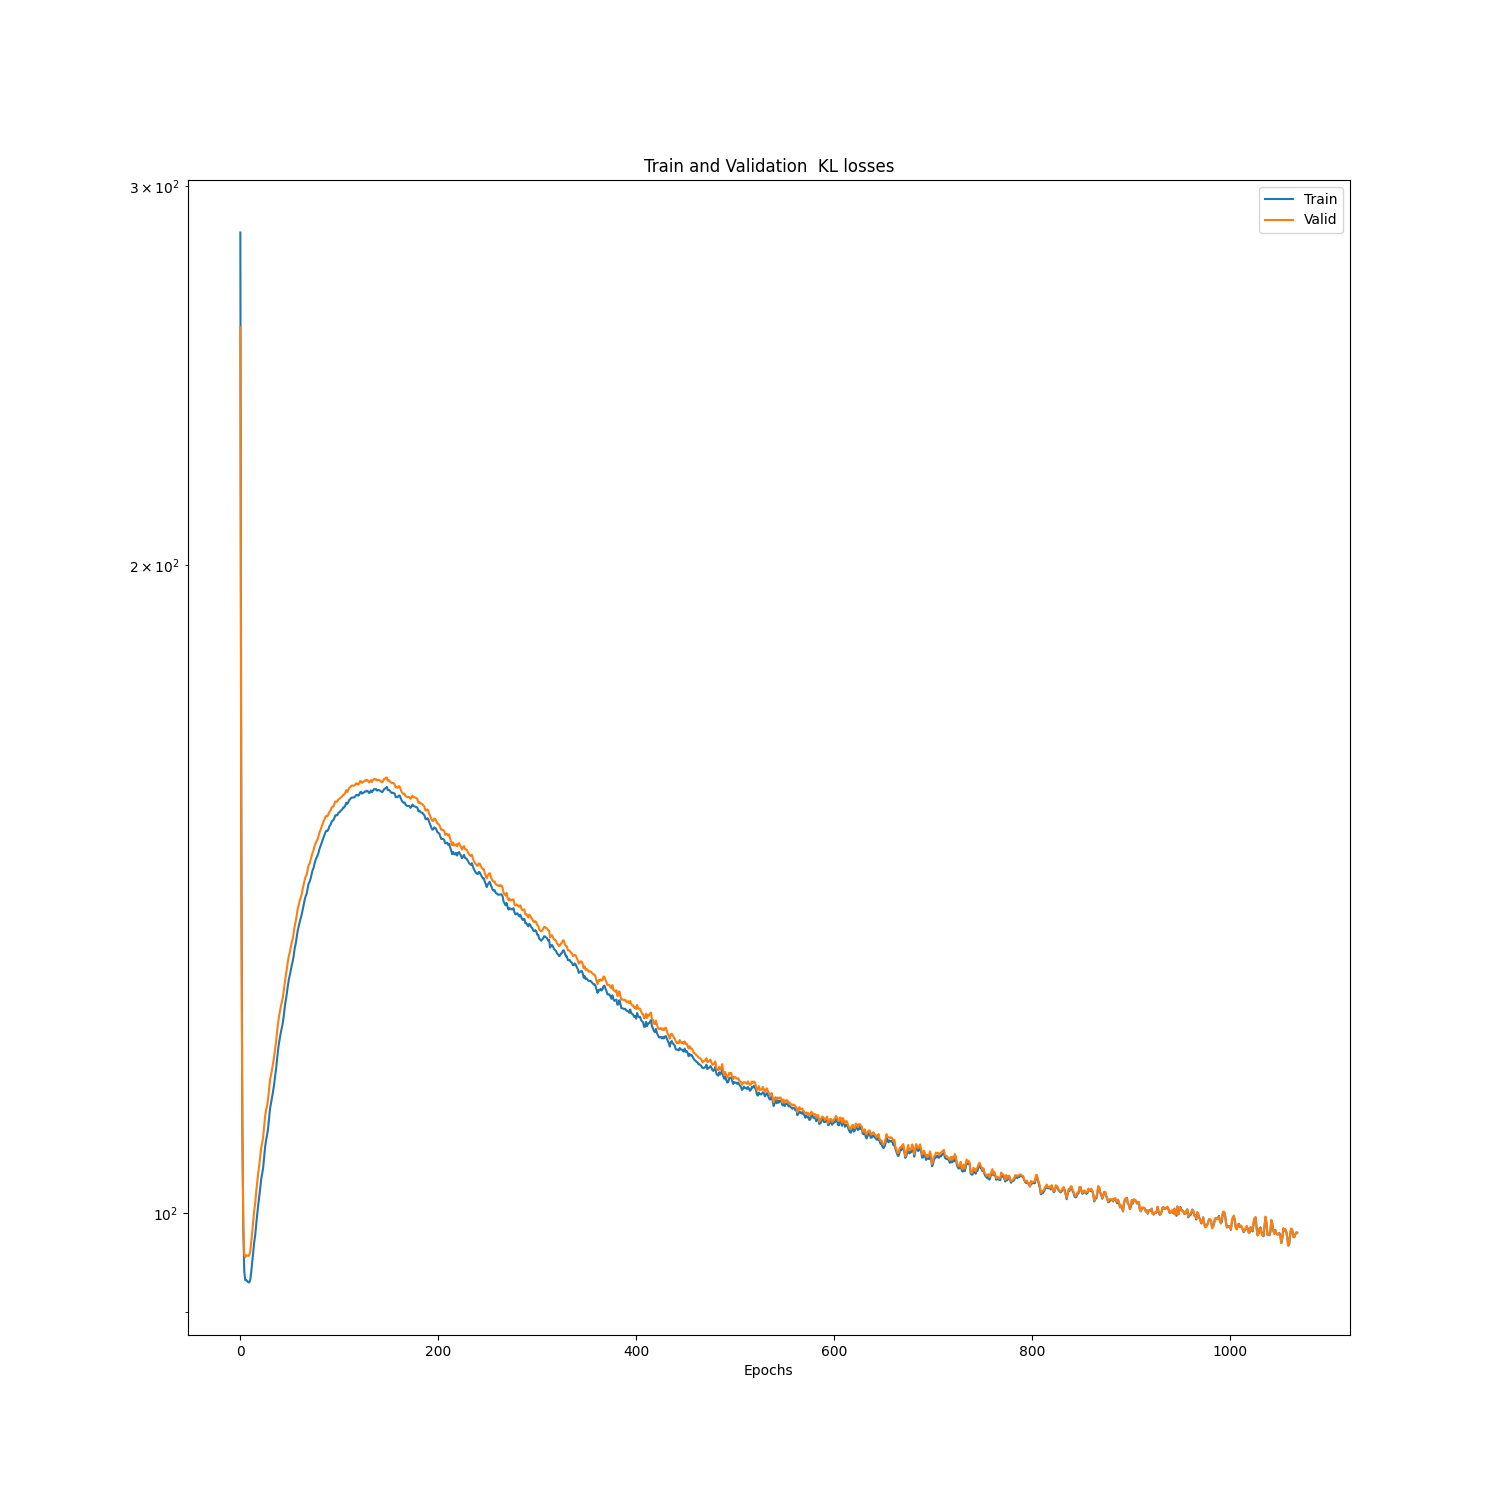 Train and Validation  KL losses
3 × 10²
Train
Valid
2 × 10²
10²
0 200 400 600 800 1000
Epochs